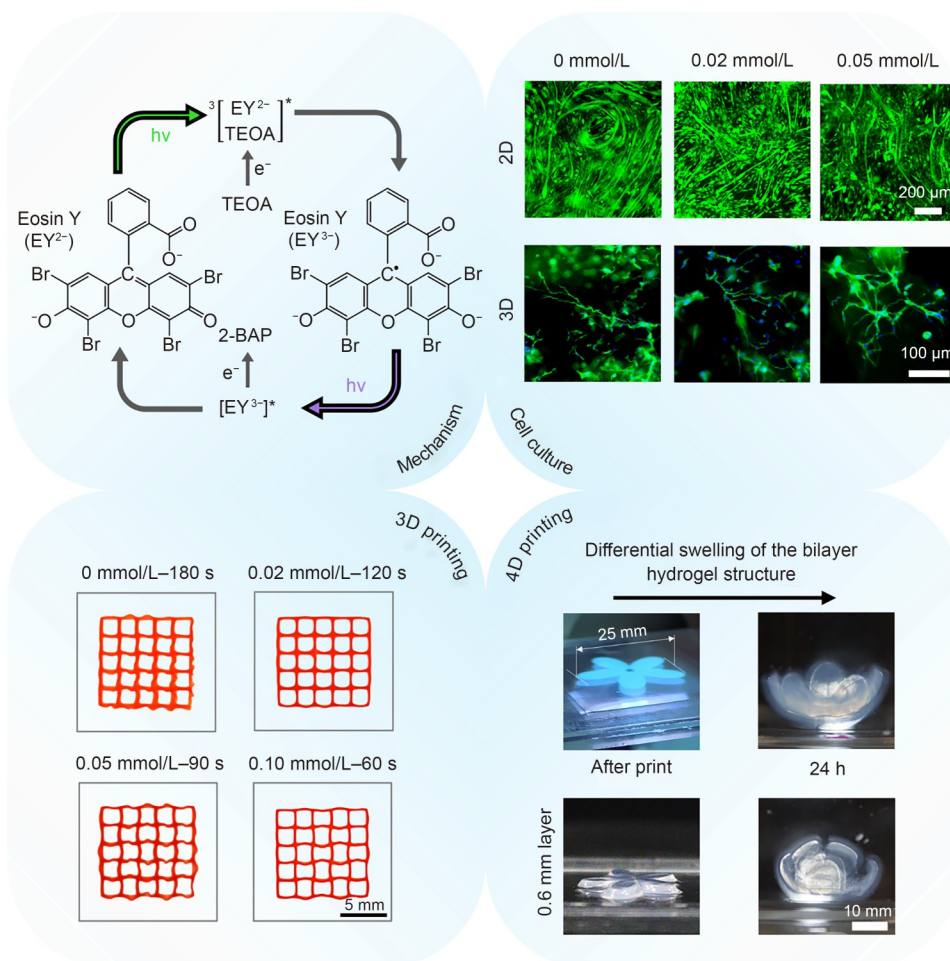 ³[EY²⁻ TEOA]*
hν
e⁻
TEOA
Eosin Y
(EY²⁻)
Eosin Y
(EY³⁻)
O
O⁻
C
Br
Br
⁻O
O
O
Br
Br
O
O⁻
C•
Br
Br
⁻O
O
O⁻
Br
Br
2-BAP
e⁻
hν
[EY³⁻]*
Mechanism
0 mmol/L
0.02 mmol/L
0.05 mmol/L
2D
200 µm
3D
100 µm
Cell culture
3D printing
0 mmol/L–180 s
0.02 mmol/L–120 s
0.05 mmol/L–90 s
0.10 mmol/L–60 s
5 mm
4D printing
Differential swelling of the bilayer
hydrogel structure
25 mm
After print
24 h
0.6 mm layer
10 mm